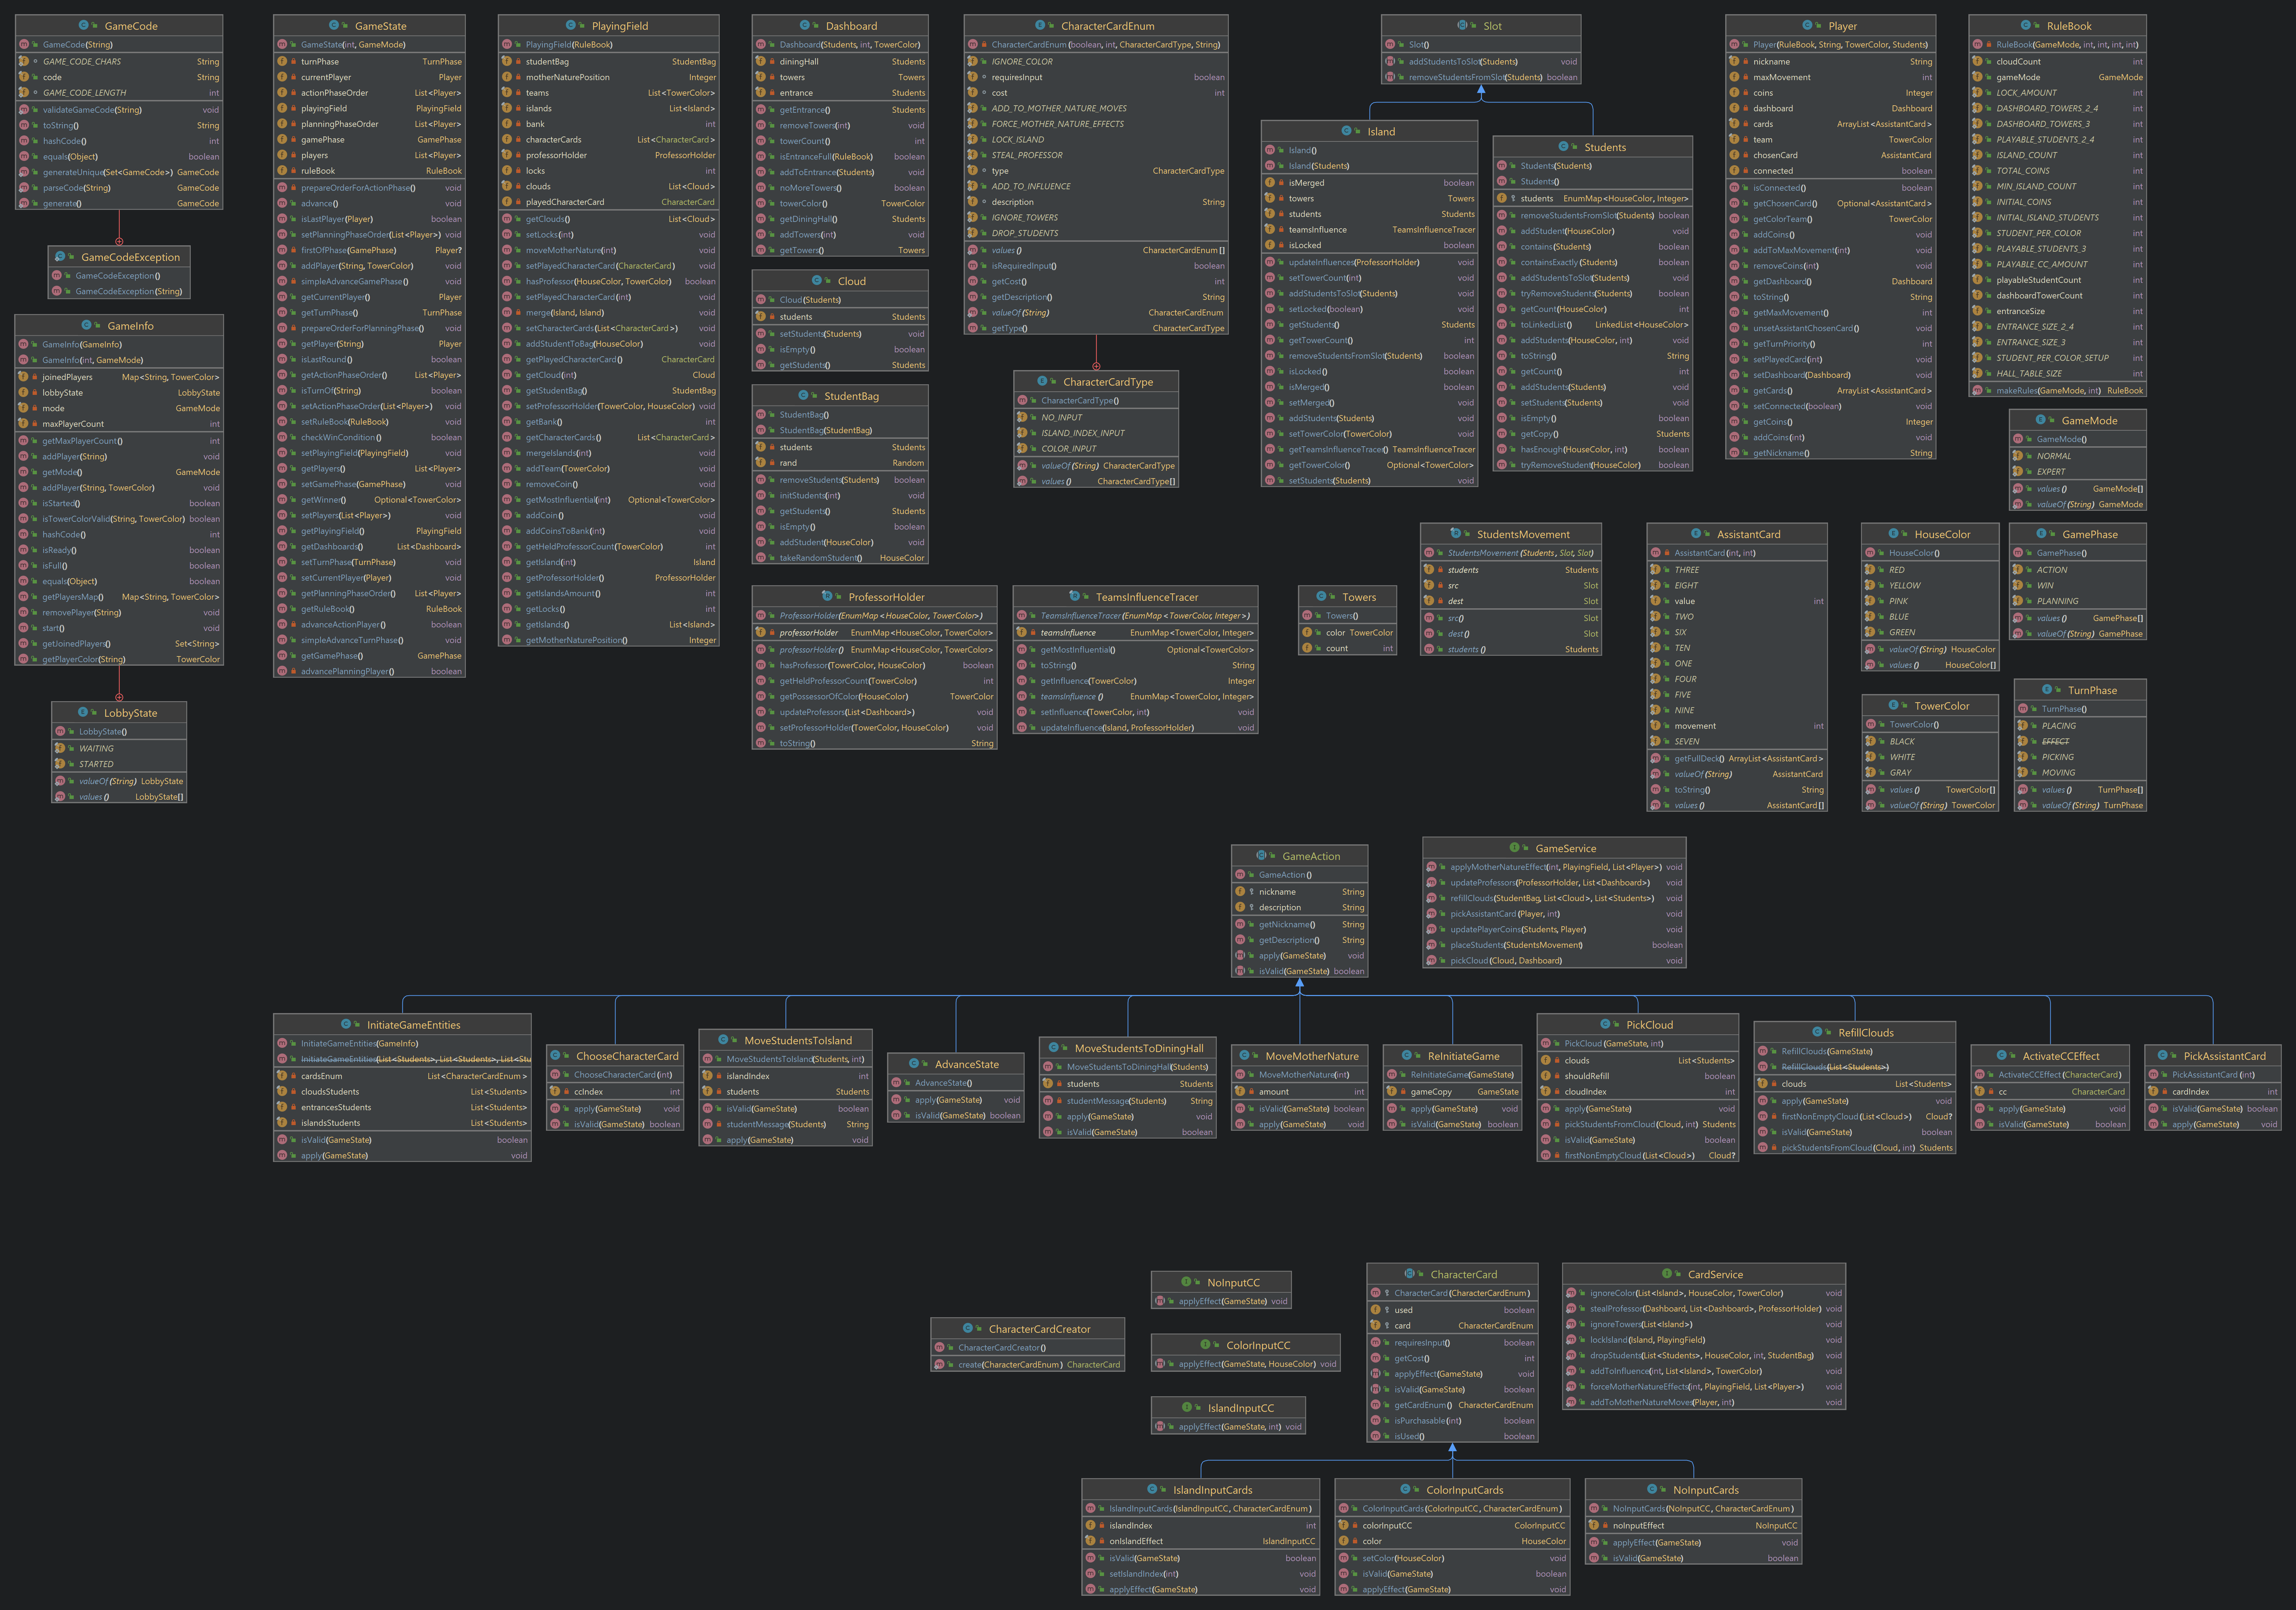 GameCode
GameCode(String)
GAME_CODE_CHARS String
code String
GAME_CODE_LENGTH int
validateGameCode(String) void
toString() String
hashCode() int
equals(Object) boolean
generateUnique(Set<GameCode>) GameCode
parseCode(String) GameCode
generate() GameCode
GameCodeException
GameCodeException()
GameCodeException(String)
GameInfo
GameInfo(GameInfo)
GameInfo(int, GameMode)
joinedPlayers Map<String, TowerColor>
lobbyState LobbyState
mode GameMode
maxPlayerCount int
getMaxPlayerCount() int
addPlayer(String) void
getMode() GameMode
addPlayer(String, TowerColor) void
isStarted() boolean
isTowerColorValid(String, TowerColor) boolean
hashCode() int
isReady() boolean
isFull() boolean
equals(Object) boolean
getPlayersMap() Map<String, TowerColor>
removePlayer(String) void
start() void
getJoinedPlayers() Set<String>
getPlayerColor(String) TowerColor
LobbyState
LobbyState()
WAITING
STARTED
valueOf(String) LobbyState
values() LobbyState[]
GameState
GameState(int, GameMode)
turnPhase TurnPhase
currentPlayer Player
actionPhaseOrder List<Player>
playingField PlayingField
planningPhaseOrder List<Player>
gamePhase GamePhase
players List<Player>
ruleBook RuleBook
prepareOrderForActionPhase() void
advance() void
isLastPlayer(Player) boolean
setPlanningPhaseOrder(List<Player>) void
firstOfPhase(GamePhase) Player?
addPlayer(String, TowerColor) void
simpleAdvanceGamePhase() void
getCurrentPlayer() Player
getTurnPhase() TurnPhase
prepareOrderForPlanningPhase() void
getPlayer(String) Player
isLastRound() boolean
getActionPhaseOrder() List<Player>
isTurnOf(String) boolean
setActionPhaseOrder(List<Player>) void
setRuleBook(RuleBook) void
checkWinCondition() boolean
setPlayingField(PlayingField) void
getPlayers() List<Player>
setGamePhase(GamePhase) void
getWinner() Optional<TowerColor>
setPlayers(List<Player>) void
getPlayingField() PlayingField
getDashboards() List<Dashboard>
setTurnPhase(TurnPhase) void
setCurrentPlayer(Player) void
getPlanningPhaseOrder() List<Player>
getRuleBook() RuleBook
advanceActionPlayer() boolean
simpleAdvanceTurnPhase() void
getGamePhase() GamePhase
advancePlanningPlayer() boolean
PlayingField
PlayingField(RuleBook)
studentBag StudentBag
motherNaturePosition Integer
teams List<TowerColor>
islands List<Island>
bank int
characterCards List<CharacterCard>
professorHolder ProfessorHolder
locks int
clouds List<Cloud>
playedCharacterCard CharacterCard
getClouds() List<Cloud>
setLocks(int) void
moveMotherNature(int) void
setPlayedCharacterCard(CharacterCard) void
hasProfessor(HouseColor, TowerColor) boolean
setPlayedCharacterCard(int) void
merge(Island, Island) void
setCharacterCards(List<CharacterCard>) void
addStudentToBag(HouseColor) void
getPlayedCharacterCard() CharacterCard
getCloud(int) Cloud
getStudentBag() StudentBag
setProfessorHolder(TowerColor, HouseColor) void
getBank() int
getCharacterCards() List<CharacterCard>
mergeIslands(int) void
addTeam(TowerColor) void
removeCoin() void
getMostInfluential(int) Optional<TowerColor>
addCoin() void
addCoinsToBank(int) void
getHeldProfessorCount(TowerColor) int
getIsland(int) Island
getProfessorHolder() ProfessorHolder
getIslandsAmount() int
getLocks() int
getIslands() List<Island>
getMotherNaturePosition() Integer
Dashboard
Dashboard(Students, int, TowerColor)
diningHall Students
towers Towers
entrance Students
getEntrance() Students
removeTowers(int) void
towerCount() int
isEntranceFull(RuleBook) boolean
addToEntrance(Students) void
noMoreTowers() boolean
towerColor() TowerColor
getDiningHall() Students
addTowers(int) void
getTowers() Towers
Cloud
Cloud(Students)
students Students
setStudents(Students) void
isEmpty() boolean
getStudents() Students
StudentBag
StudentBag()
StudentBag(StudentBag)
students Students
rand Random
removeStudents(Students) boolean
initStudents(int) void
getStudents() Students
isEmpty() boolean
addStudent(HouseColor) void
takeRandomStudent() HouseColor
ProfessorHolder
ProfessorHolder(EnumMap<HouseColor, TowerColor>)
professorHolder EnumMap<HouseColor, TowerColor>
professorHolder() EnumMap<HouseColor, TowerColor>
hasProfessor(TowerColor, HouseColor) boolean
getHeldProfessorCount(TowerColor) int
getPossessorOfColor(HouseColor) TowerColor
updateProfessors(List<Dashboard>) void
setProfessorHolder(TowerColor, HouseColor) void
toString() String
CharacterCardEnum
CharacterCardEnum(boolean, int, CharacterCardType, String)
IGNORE_COLOR
requiresInput boolean
cost int
ADD_TO_MOTHER_NATURE_MOVES
FORCE_MOTHER_NATURE_EFFECTS
LOCK_ISLAND
STEAL_PROFESSOR
type CharacterCardType
ADD_TO_INFLUENCE
description String
IGNORE_TOWERS
DROP_STUDENTS
values() CharacterCardEnum[]
isRequiredInput() boolean
getCost() int
getDescription() String
valueOf(String) CharacterCardEnum
getType() CharacterCardType
CharacterCardType
CharacterCardType()
NO_INPUT
ISLAND_INDEX_INPUT
COLOR_INPUT
valueOf(String) CharacterCardType
values() CharacterCardType[]
TeamsInfluenceTracer
TeamsInfluenceTracer(EnumMap<TowerColor, Integer>)
teamsInfluence EnumMap<TowerColor, Integer>
getMostInfluential() Optional<TowerColor>
toString() String
getInfluence(TowerColor) Integer
teamsInfluence() EnumMap<TowerColor, Integer>
setInfluence(TowerColor, int) void
updateInfluence(Island, ProfessorHolder) void
Slot
Slot()
addStudentsToSlot(Students) void
removeStudentsFromSlot(Students) boolean
Island
Island()
Island(Students)
isMerged boolean
towers Towers
students Students
teamsInfluence TeamsInfluenceTracer
isLocked boolean
updateInfluences(ProfessorHolder) void
setTowerCount(int) void
addStudentsToSlot(Students) void
setLocked(boolean) void
getStudents() Students
getTowerCount() int
removeStudentsFromSlot(Students) boolean
isLocked() boolean
isMerged() boolean
setMerged() void
addStudents(Students) void
setTowerColor(TowerColor) void
getTeamsInfluenceTracer() TeamsInfluenceTracer
getTowerColor() Optional<TowerColor>
setStudents(Students) void
Students
Students(Students)
Students()
students EnumMap<HouseColor, Integer>
removeStudentsFromSlot(Students) boolean
addStudent(HouseColor) void
contains(Students) boolean
containsExactly(Students) boolean
addStudentsToSlot(Students) void
tryRemoveStudents(Students) boolean
getCount(HouseColor) int
toLinkedList() LinkedList<HouseColor>
addStudents(HouseColor, int) void
toString() String
getCount() int
addStudents(Students) void
setStudents(Students) void
isEmpty() boolean
getCopy() Students
hasEnough(HouseColor, int) boolean
tryRemoveStudent(HouseColor) boolean
Towers
Towers()
color TowerColor
count int
StudentsMovement
StudentsMovement(Students, Slot, Slot)
students Students
src Slot
dest Slot
src() Slot
dest() Slot
students() Students
Player
Player(RuleBook, String, TowerColor, Students)
nickname String
maxMovement int
coins Integer
dashboard Dashboard
cards ArrayList<AssistantCard>
team TowerColor
chosenCard AssistantCard
connected boolean
isConnected() boolean
getChosenCard() Optional<AssistantCard>
getColorTeam() TowerColor
addCoin() void
addToMaxMovement(int) void
removeCoins(int) void
getDashboard() Dashboard
toString() String
getMaxMovement() int
unsetAssistantChosenCard() void
getTurnPriority() int
setPlayedCard(int) void
setDashboard(Dashboard) void
getCards() ArrayList<AssistantCard>
setConnected(boolean) void
getCoins() Integer
addCoins(int) void
getNickname() String
RuleBook
RuleBook(GameMode, int, int, int, int)
cloudCount int
gameMode GameMode
LOCK_AMOUNT int
DASHBOARD_TOWERS_2_4 int
DASHBOARD_TOWERS_3 int
PLAYABLE_STUDENTS_2_4 int
ISLAND_COUNT int
TOTAL_COINS int
MIN_ISLAND_COUNT int
INITIAL_COINS int
INITIAL_ISLAND_STUDENTS int
STUDENT_PER_COLOR int
PLAYABLE_STUDENTS_3 int
PLAYABLE_CC_AMOUNT int
playableStudentCount int
dashboardTowerCount int
entranceSize int
ENTRANCE_SIZE_2_4 int
ENTRANCE_SIZE_3 int
STUDENT_PER_COLOR_SETUP int
HALL_TABLE_SIZE int
makeRules(GameMode, int) RuleBook
GameMode
GameMode()
NORMAL
EXPERT
values() GameMode[]
valueOf(String) GameMode
AssistantCard
AssistantCard(int, int)
THREE
EIGHT
value int
TWO
SIX
TEN
ONE
FOUR
FIVE
NINE
movement int
SEVEN
getFullDeck() ArrayList<AssistantCard>
valueOf(String) AssistantCard
toString() String
values() AssistantCard[]
HouseColor
HouseColor()
RED
YELLOW
PINK
BLUE
GREEN
valueOf(String) HouseColor
values() HouseColor[]
GamePhase
GamePhase()
ACTION
WIN
PLANNING
values() GamePhase[]
valueOf(String) GamePhase
TowerColor
TowerColor()
BLACK
WHITE
GRAY
values() TowerColor[]
valueOf(String) TowerColor
TurnPhase
TurnPhase()
PLACING
EFFECT
PICKING
MOVING
values() TurnPhase[]
valueOf(String) TurnPhase
GameAction
GameAction()
nickname String
description String
getNickname() String
getDescription() String
apply(GameState) void
isValid(GameState) boolean
GameService
applyMotherNatureEffect(int, PlayingField, List<Player>) void
updateProfessors(ProfessorHolder, List<Dashboard>) void
refillClouds(StudentBag, List<Cloud>, List<Students>) void
pickAssistantCard(Player, int) void
updatePlayerCoins(Students, Player) void
placeStudents(StudentsMovement) boolean
pickCloud(Cloud, Dashboard) void
InitiateGameEntities
InitiateGameEntities(GameInfo)
InitiateGameEntities(List<Students>, List<Students>, List<Stu
cardsEnum List<CharacterCardEnum>
cloudsStudents List<Students>
entrancesStudents List<Students>
islandsStudents List<Students>
isValid(GameState) boolean
apply(GameState) void
ChooseCharacterCard
ChooseCharacterCard(int)
ccIndex int
apply(GameState) void
isValid(GameState) boolean
MoveStudentsToIsland
MoveStudentsToIsland(Students, int)
islandIndex int
students Students
isValid(GameState) boolean
studentMessage(Students) String
apply(GameState) void
AdvanceState
AdvanceState()
apply(GameState) void
isValid(GameState) boolean
MoveStudentsToDiningHall
MoveStudentsToDiningHall(Students)
students Students
studentMessage(Students) String
apply(GameState) void
isValid(GameState) boolean
MoveMotherNature
MoveMotherNature(int)
amount int
isValid(GameState) boolean
apply(GameState) void
ReInitiateGame
ReInitiateGame(GameState)
gameCopy GameState
apply(GameState) void
isValid(GameState) boolean
PickCloud
PickCloud(GameState, int)
clouds List<Students>
shouldRefill boolean
cloudIndex int
apply(GameState) void
pickStudentsFromCloud(Cloud, int) Students
isValid(GameState) boolean
firstNonEmptyCloud(List<Cloud>) Cloud?
RefillClouds
RefillClouds(GameState)
RefillClouds(List<Students>)
clouds List<Students>
apply(GameState) void
firstNonEmptyCloud(List<Cloud>) Cloud?
isValid(GameState) boolean
pickStudentsFromCloud(Cloud, int) Students
ActivateCCEffect
ActivateCCEffect(CharacterCard)
cc CharacterCard
apply(GameState) void
isValid(GameState) boolean
PickAssistantCard
PickAssistantCard(int)
cardIndex int
isValid(GameState) boolean
apply(GameState) void
CharacterCardCreator
CharacterCardCreator()
create(CharacterCardEnum) CharacterCard
NoInputCC
applyEffect(GameState) void
ColorInputCC
applyEffect(GameState, HouseColor) void
IslandInputCC
applyEffect(GameState, int) void
CharacterCard
CharacterCard(CharacterCardEnum)
used boolean
card CharacterCardEnum
requiresInput() boolean
getCost() int
applyEffect(GameState) void
isValid(GameState) boolean
getCardEnum() CharacterCardEnum
isPurchasable(int) boolean
isUsed() boolean
CardService
ignoreColor(List<Island>, HouseColor, TowerColor) void
stealProfessor(Dashboard, List<Dashboard>, ProfessorHolder) void
ignoreTowers(List<Island>) void
lockIsland(Island, PlayingField) void
dropStudents(List<Students>, HouseColor, int, StudentBag) void
addToInfluence(int, List<Island>, TowerColor) void
forceMotherNatureEffects(int, PlayingField, List<Player>) void
addToMotherNatureMoves(Player, int) void
IslandInputCards
IslandInputCards(IslandInputCC, CharacterCardEnum)
islandIndex int
onIslandEffect IslandInputCC
isValid(GameState) boolean
setIslandIndex(int) void
applyEffect(GameState) void
ColorInputCards
ColorInputCards(ColorInputCC, CharacterCardEnum)
colorInputCC ColorInputCC
color HouseColor
setColor(HouseColor) void
isValid(GameState) boolean
applyEffect(GameState) void
NoInputCards
NoInputCards(NoInputCC, CharacterCardEnum)
noInputEffect NoInputCC
applyEffect(GameState) void
isValid(GameState) boolean